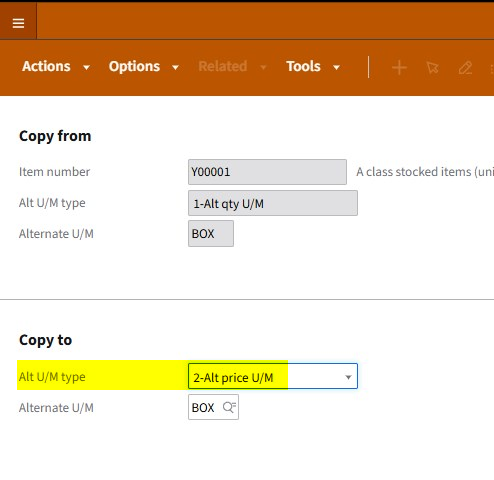 Actions Options Related Tools
Copy from
Item number Y00001 A class stocked items (uni
Alt U/M type 1-Alt qty U/M
Alternate U/M BOX
Copy to
Alt U/M type 2-Alt price U/M
Alternate U/M BOX